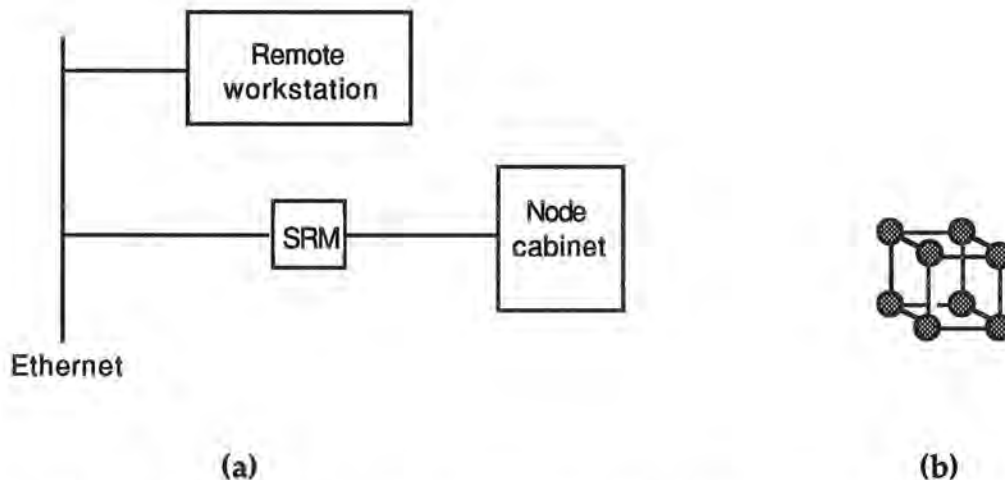 Remote
workstation
SRM
Node
cabinet
Ethernet
(a)
(b)